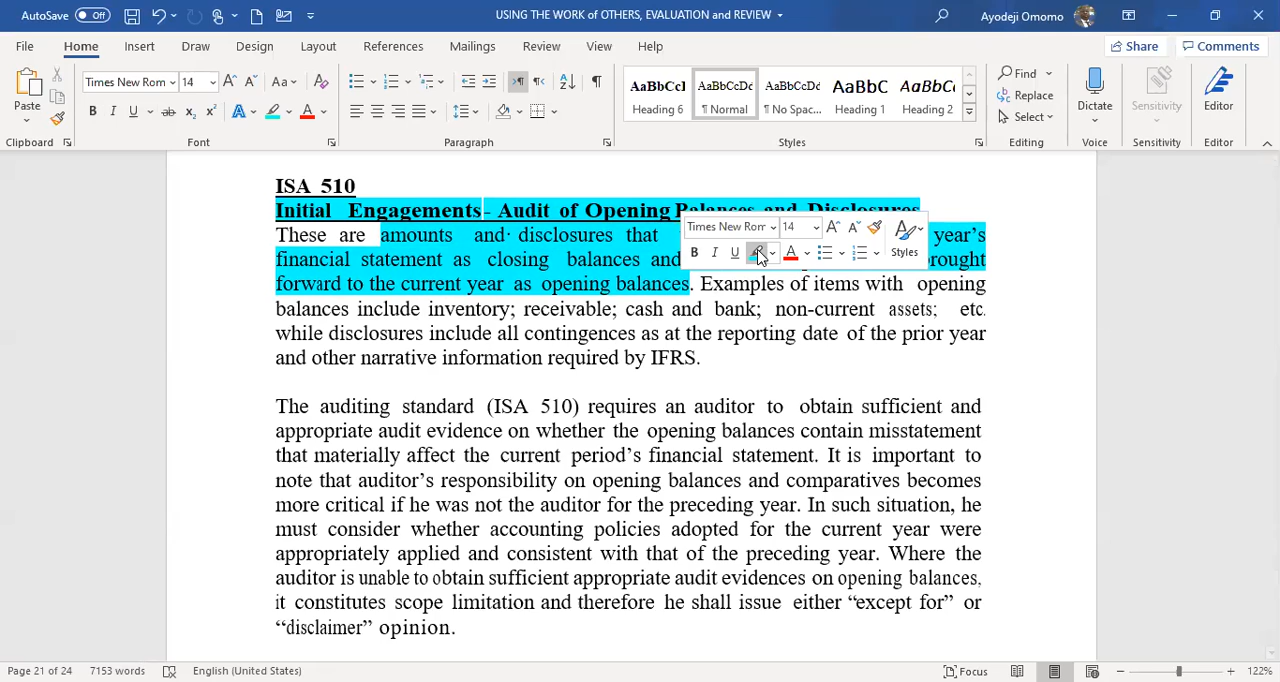 AutoSave Off
USING THE WORK of OTHERS, EVALUATION and REVIEW
Ayodeji Omomo
File Home Insert Draw Design Layout References Mailings Review View Help
Share Comments
Times New Rom 14
Paste
Clipboard
Font
Paragraph
AaBbCcI AaBbCcDc AaBbCcDc AaBbC AaBbC
Heading 6 ¶ Normal ¶ No Spac... Heading 1 Heading 2
Styles
Find
Replace
Select
Editing
Dictate
Voice
Sensitivity
Sensitivity
Editor
Editor
ISA 510
Initial Engagements- Audit of Opening Balances and Disclosures
Times New Rom 14
Styles
These are amounts and disclosures that year’s
financial statement as closing balances and brought
forward to the current year as opening balances. Examples of items with opening
balances include inventory; receivable; cash and bank; non-current assets; etc.
while disclosures include all contingences as at the reporting date of the prior year
and other narrative information required by IFRS.
The auditing standard (ISA 510) requires an auditor to obtain sufficient and
appropriate audit evidence on whether the opening balances contain misstatement
that materially affect the current period’s financial statement. It is important to
note that auditor’s responsibility on opening balances and comparatives becomes
more critical if he was not the auditor for the preceding year. In such situation, he
must consider whether accounting policies adopted for the current year were
appropriately applied and consistent with that of the preceding year. Where the
auditor is unable to obtain sufficient appropriate audit evidences on opening balances,
it constitutes scope limitation and therefore he shall issue either “except for” or
“disclaimer” opinion.
Page 21 of 24 7153 words English (United States)
Focus
122%